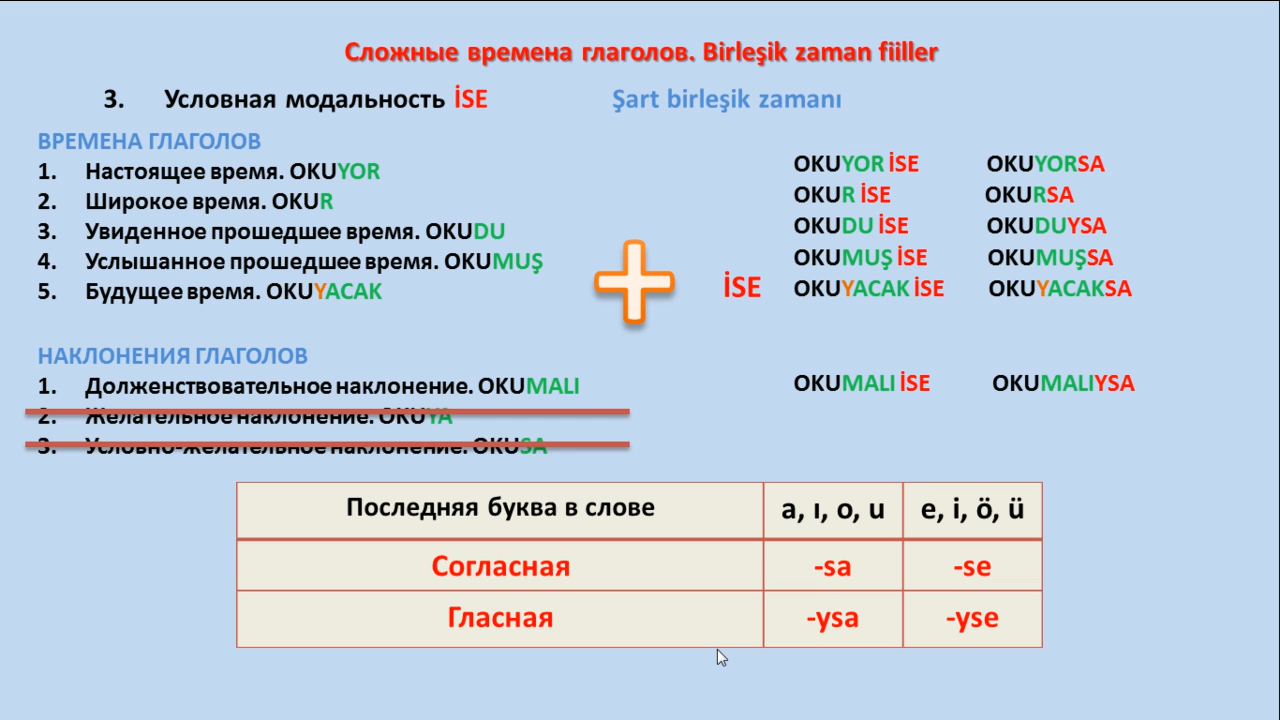 Сложные времена глаголов. Birleşik zaman fiiller
3. Условная модальность İSE Şart birleşik zamanı
ВРЕМЕНА ГЛАГОЛОВ
1. Настоящее время. OKUYOR
2. Широкое время. OKUR
3. Увиденное прошедшее время. OKUDU
4. Услышанное прошедшее время. OKUMUŞ
5. Будущее время. OKUYACAK
İSE
OKUYOR İSE OKUYORSA
OKUR İSE OKURSA
OKUDU İSE OKUDUYSA
OKUMUŞ İSE OKUMUŞSA
OKUYACAK İSE OKUYACAKSA
НАКЛОНЕНИЯ ГЛАГОЛОВ
1. Долженствовательное наклонение. OKUMALI
OKUMALI İSE OKUMALIYSA
2. Желательное наклонение. OKUYA
3. Условно-желательное наклонение. OKUSA
Последняя буква в слове a, ı, o, u e, i, ö, ü
Согласная -sa -se
Гласная -ysa -yse